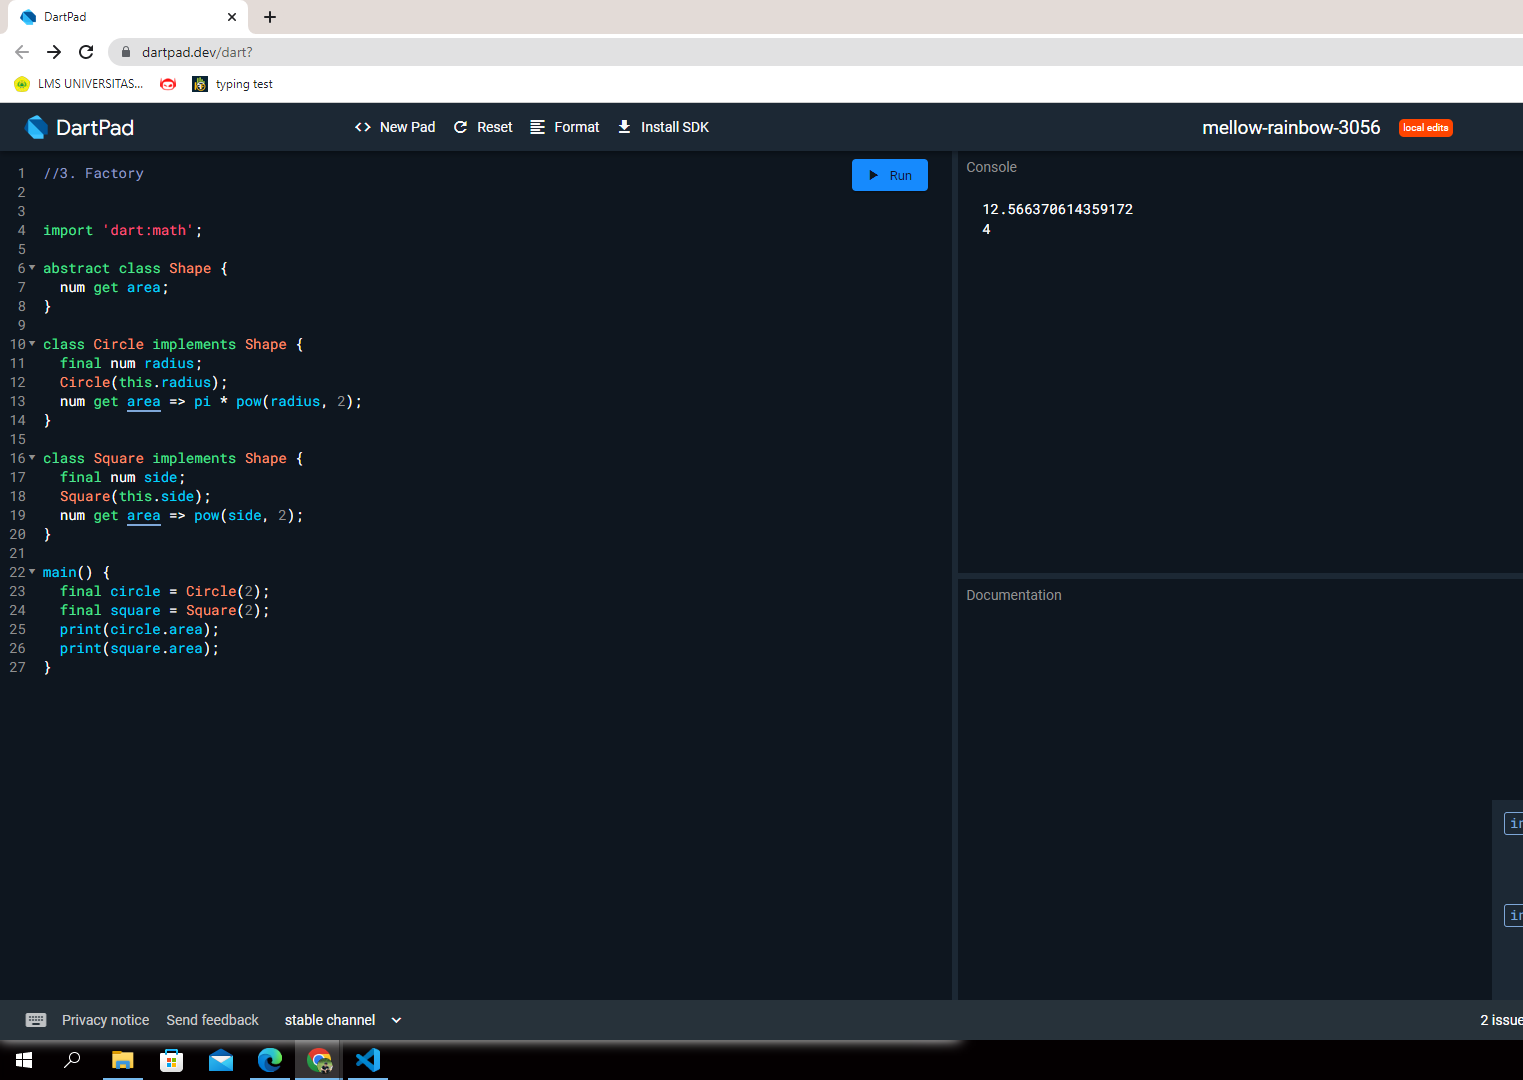 DartPad
dartpad.dev/dart?
LMS UNIVERSITAS...
typing test
DartPad
New Pad
Reset
Format
Install SDK
mellow-rainbow-3056
local edits
Run
1 //3. Factory
2
3
4 import 'dart:math';
5
6 abstract class Shape {
7   num get area;
8 }
9
10 class Circle implements Shape {
11   final num radius;
12   Circle(this.radius);
13   num get area => pi * pow(radius, 2);
14 }
15
16 class Square implements Shape {
17   final num side;
18   Square(this.side);
19   num get area => pow(side, 2);
20 }
21
22 main() {
23   final circle = Circle(2);
24   final square = Square(2);
25   print(circle.area);
26   print(square.area);
27 }
Console
12.566370614359172
4
Documentation
in
in
Privacy notice
Send feedback
stable channel
2 issue